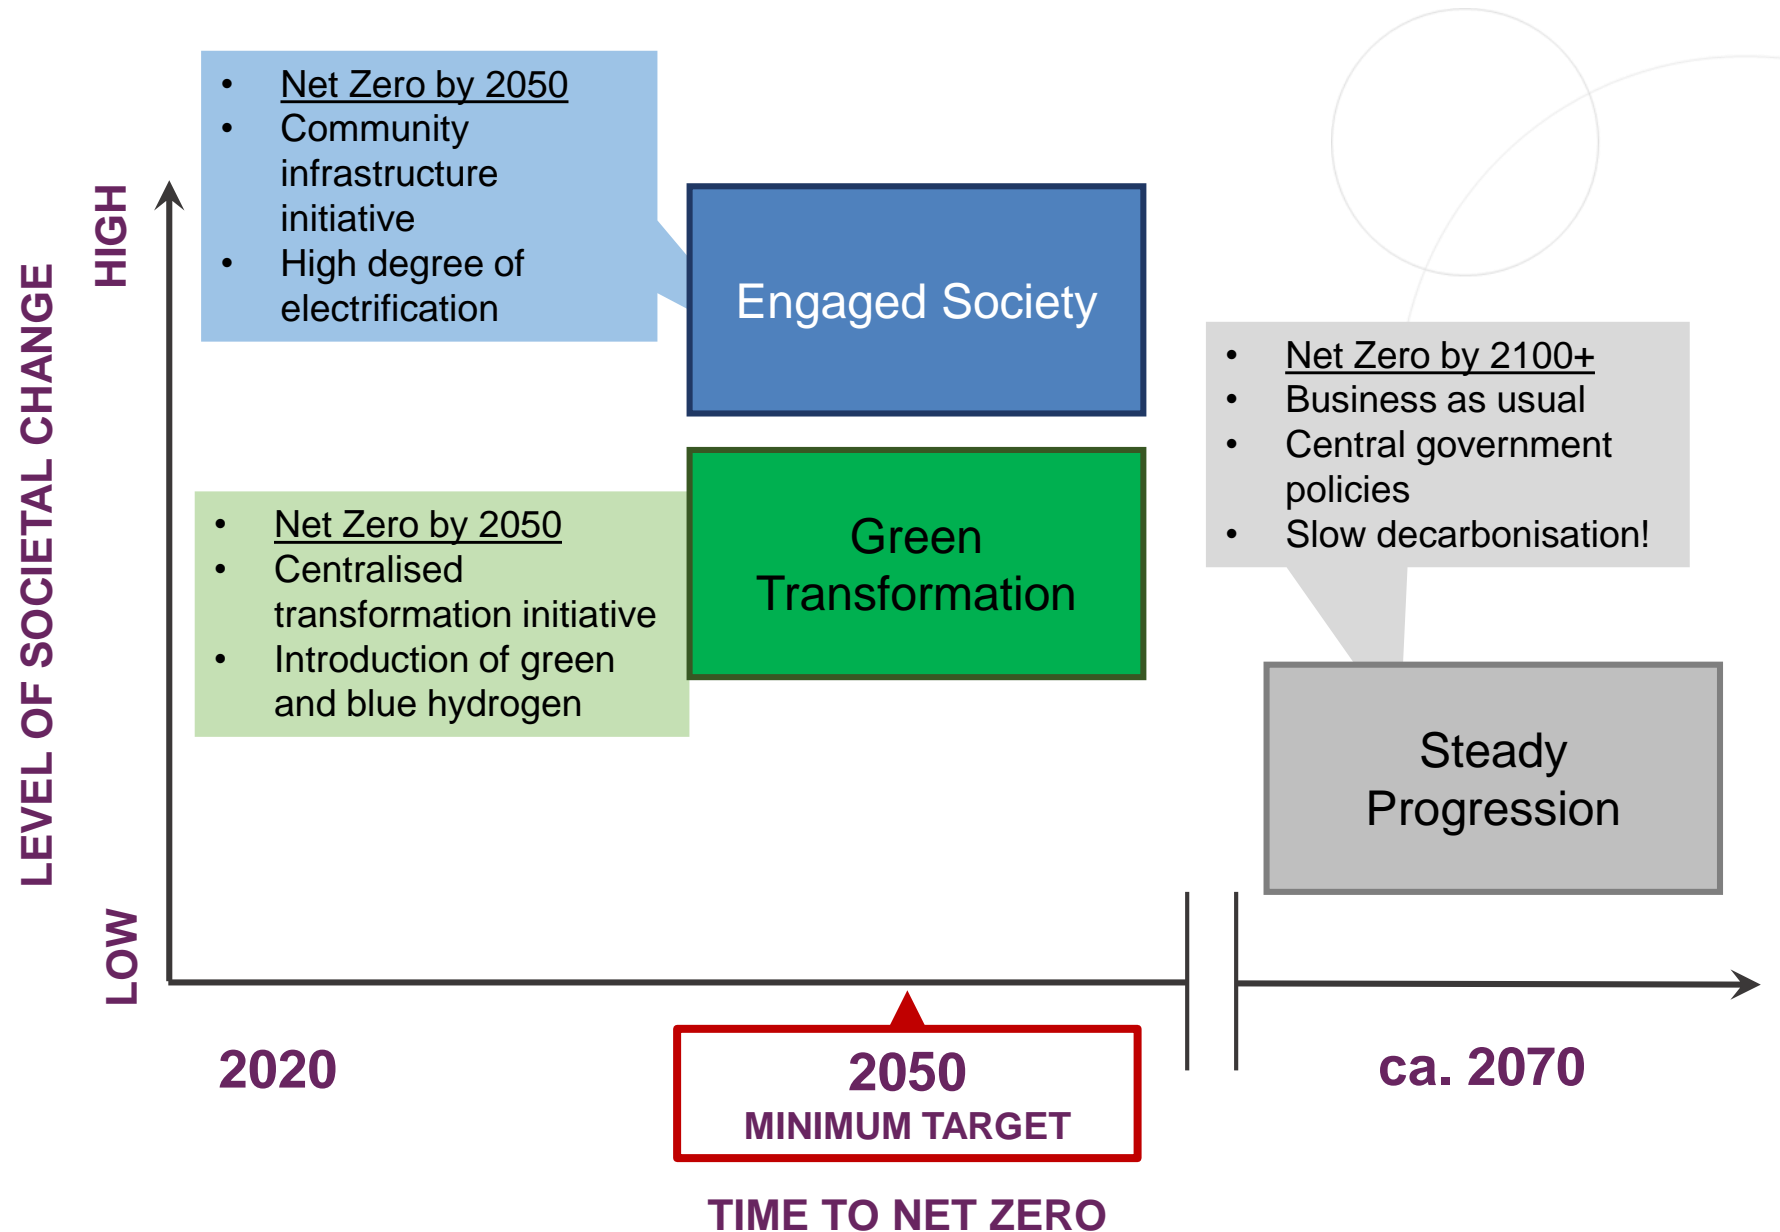 • Net Zero by 2050
• Community
infrastructure
initiative
• High degree of
electrification
HIGH
LEVEL OF SOCIETAL CHANGE
LOW
Engaged Society
• Net Zero by 2100+
• Business as usual
• Central government
policies
• Slow decarbonisation!
• Net Zero by 2050
• Centralised
transformation initiative
• Introduction of green
and blue hydrogen
Green
Transformation
Steady
Progression
2020
2050
MINIMUM TARGET
ca. 2070
TIME TO NET ZERO